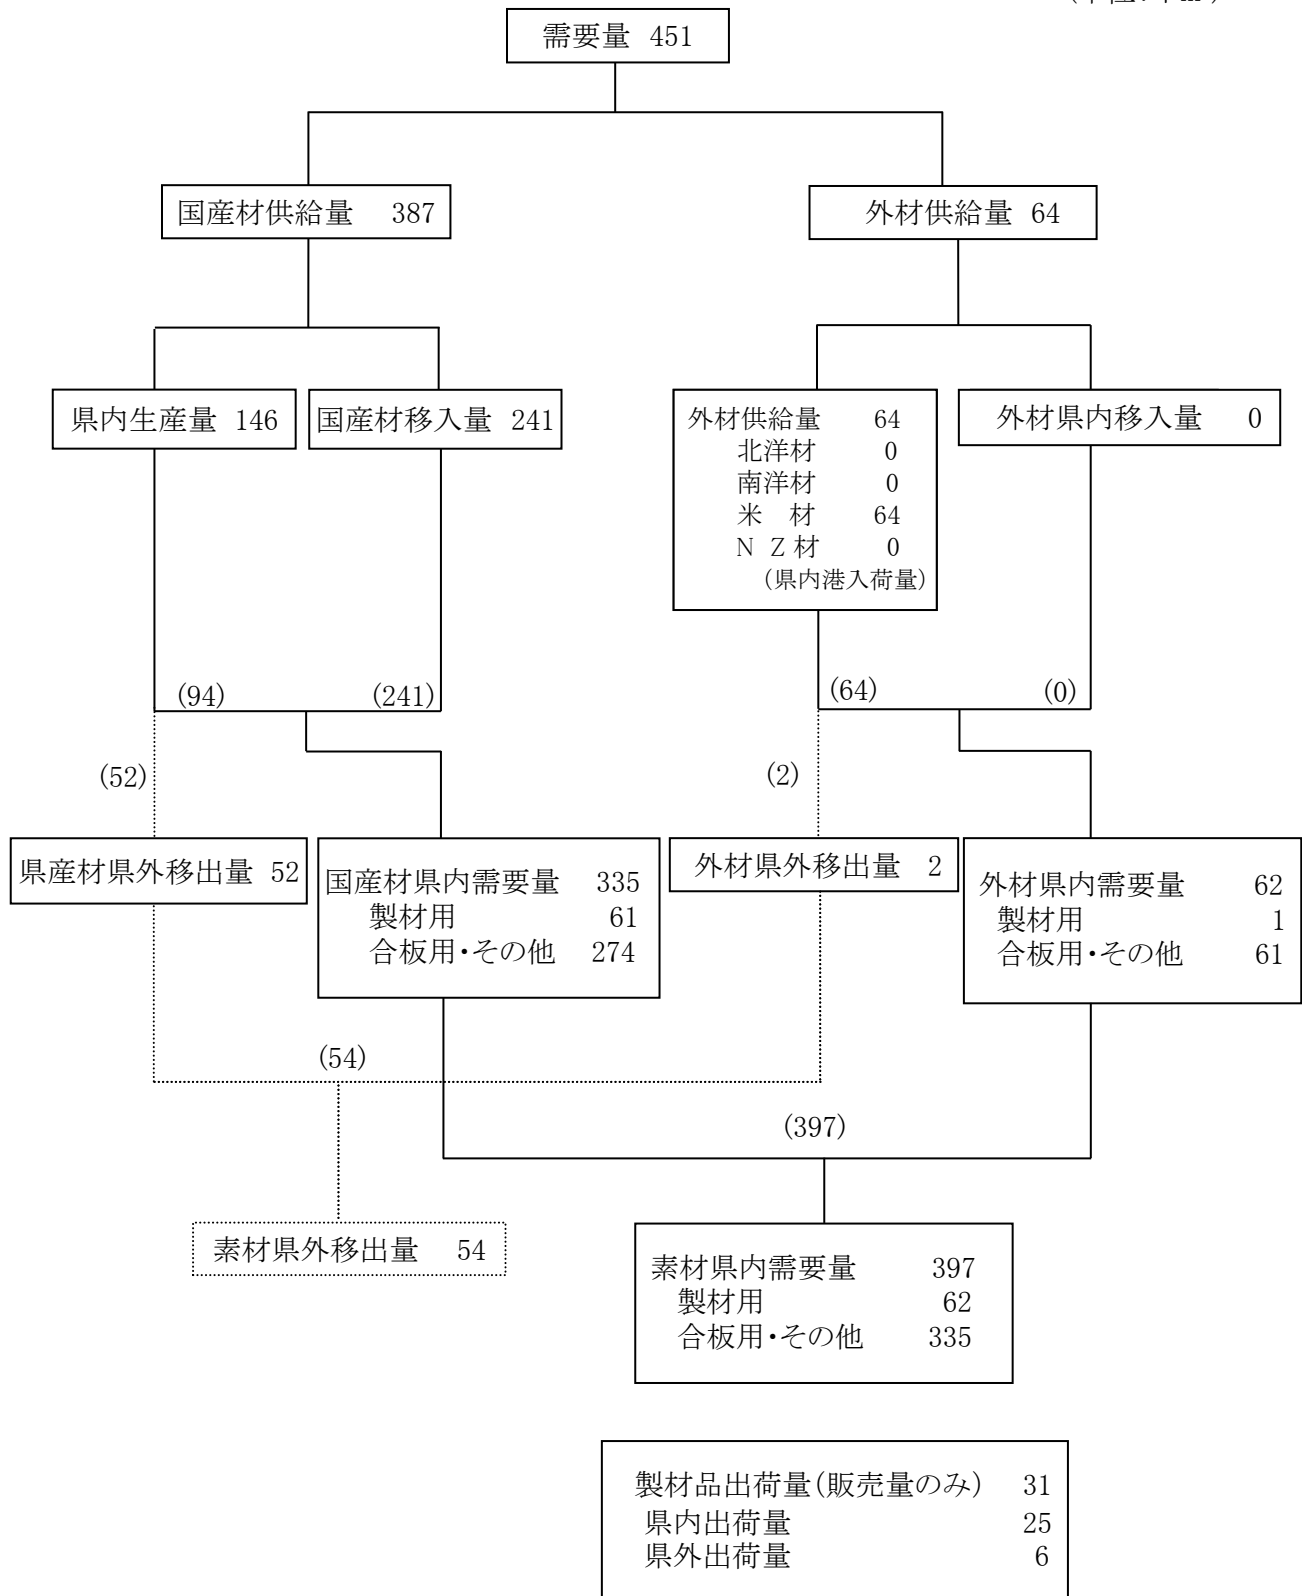 需要量 451
国産材供給量 387
外材供給量 64
県内生産量 146
国産材移入量 241
外材供給量 64
北洋材 0
南洋材 0
米 材 64
N Z材 0
(県内港入荷量)
外材県内移入量 0
(94)
(241)
(64)
(0)
(52)
(2)
県産材県外移出量 52
国産材県内需要量 335
製材用 61
合板用・その他 274
外材県外移出量 2
外材県内需要量 62
製材用 1
合板用・その他 61
(54)
(397)
素材県外移出量 54
素材県内需要量 397
製材用 62
合板用・その他 335
製材品出荷量(販売量のみ) 31
県内出荷量 25
県外出荷量 6